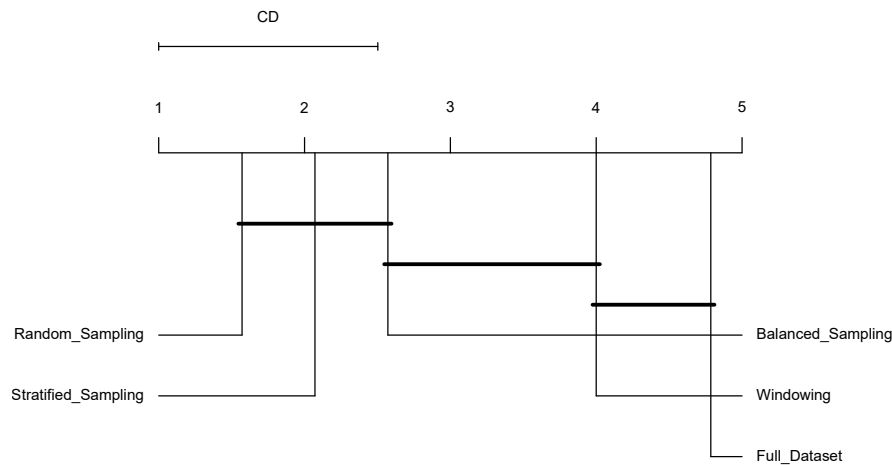 CD
1 2 3 4 5
Random_Sampling Balanced_Sampling
Stratified_Sampling Windowing
Full_Dataset